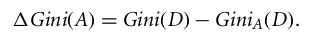 ΔGini(A) = Gini(D) − Gini_A(D).